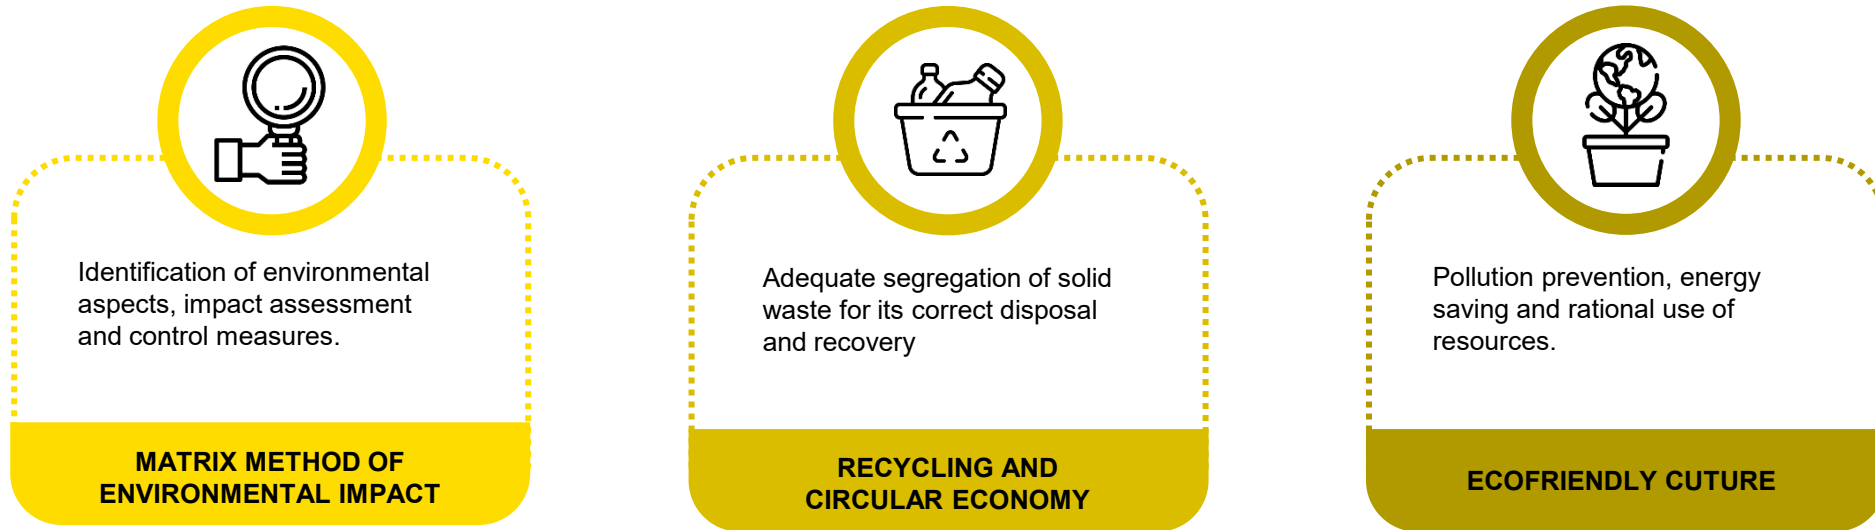 Identification of environmental
aspects, impact assessment
and control measures.
MATRIX METHOD OF
ENVIRONMENTAL IMPACT
Adequate segregation of solid
waste for its correct disposal
and recovery
RECYCLING AND
CIRCULAR ECONOMY
Pollution prevention, energy
saving and rational use of
resources.
ECOFRIENDLY CUTURE